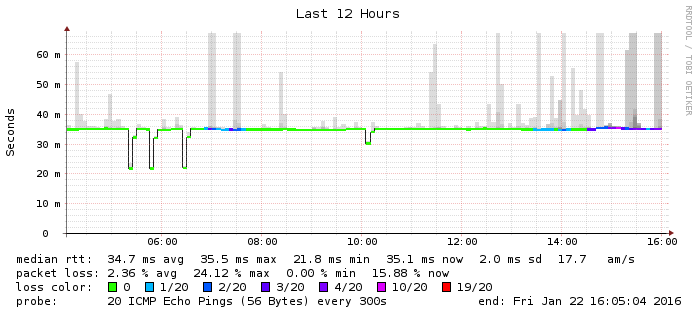 Last 12 Hours
RRDTOOL / TOBI OETIKER
Seconds
60 m
50 m
40 m
30 m
20 m
10 m
0
06:00 08:00 10:00 12:00 14:00 16:00
median rtt: 34.7 ms avg 35.5 ms max 21.8 ms min 35.1 ms now 2.0 ms sd 17.7 am/s
packet loss: 2.36 % avg 24.12 % max 0.00 % min 15.88 % now
loss color: 0 1/20 2/20 3/20 4/20 10/20 19/20
probe: 20 ICMP Echo Pings (56 Bytes) every 300s end: Fri Jan 22 16:05:04 2016